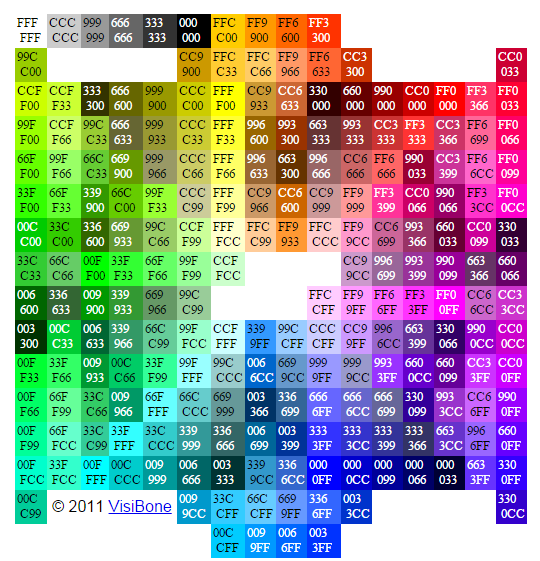 FFF CCC 999 666 333 000 FFC FF9 FF6 FF3
FFF CCC 999 666 333 000 C00 900 600 300
99C CC9 FFC FFC FF9 FF6 CC3 CC0
C00 900 C33 C66 966 633 300 033
CCF CCF 333 666 999 CCC FFF CC9 CC6 330 660 990 CC0 FF0 FF3 FF0
F00 F33 300 600 900 C00 F00 933 633 000 000 000 000 000 366 033
99F CCF 99C 666 999 CCC FFF 996 993 663 993 CC3 FF3 CC3 FF6 FF0
F00 F66 C33 633 933 C33 F33 600 300 333 333 333 333 366 699 066
66F 99F 66C 669 999 CCC FFF 996 663 996 CC6 FF6 990 CC3 FF6 FF0
F00 F66 C33 900 966 C66 F66 633 300 666 666 666 033 399 6CC 099
33F 66F 339 66C 99F CCC FFF CC9 CC6 CC9 FF9 FF3 CC0 990 FF3 FF0
F00 F33 900 C00 F33 C99 F99 966 600 999 999 399 066 066 3CC 0CC
00C 33C 336 669 99C CCF FFF FFC FF9 FFC FF9 CC6 993 660 CC0 330
C00 C00 600 933 C66 F99 FCC C99 933 CCC 9CC 699 366 033 099 033
33C 66C 00F 33F 66F 99F CCF CC9 996 993 990 663 660
C33 C66 F00 F33 F66 F99 FCC 9CC 699 399 099 366 066
006 336 009 339 669 99C FFC FF9 FF6 FF3 FF0 CC6 CC3
600 633 900 933 966 C99 CFF 9FF 6FF 3FF 0FF 6CC 3CC
003 00C 006 339 66C 99F CCF 339 99C CCC CC9 996 663 330 990 CC0
300 C33 633 966 C99 FCC FFF 9FF CFF CFF 9FF 6CC 399 066 0CC 0CC
00F 33F 009 00C 33F 99F 99C 006 669 999 999 993 660 660 CC3 CC0
F33 F66 933 C66 F99 FFF CCC 6CC 9CC 9FF 9CC 3FF 0CC 099 3FF 0FF
00F 66F 33C 009 66F 66C 669 003 336 666 666 666 330 993 CC6 990
F66 F99 C66 966 FFF CCC 999 366 699 6FF 6CC 699 099 3CC 6FF 0FF
00F 66F 33C 33F 33C 339 336 006 003 333 333 333 333 663 996 660
F99 FCC C99 FFF CCC 999 666 699 399 3FF 3CC 399 366 3CC 6FF 0FF
00F 33F 00F 00C 009 006 003 339 336 000 000 000 000 000 663 330
FCC FCC FFF CCC 999 666 333 9CC 6CC 0FF 0CC 099 066 033 3FF 0FF
00C 009 33C 66C 669 336 003 330
C99 © 2011 VisiBone 9CC CFF CFF 9FF 6FF 3CC 0CC
00C 009 006 003
CFF 9FF 6FF 3FF